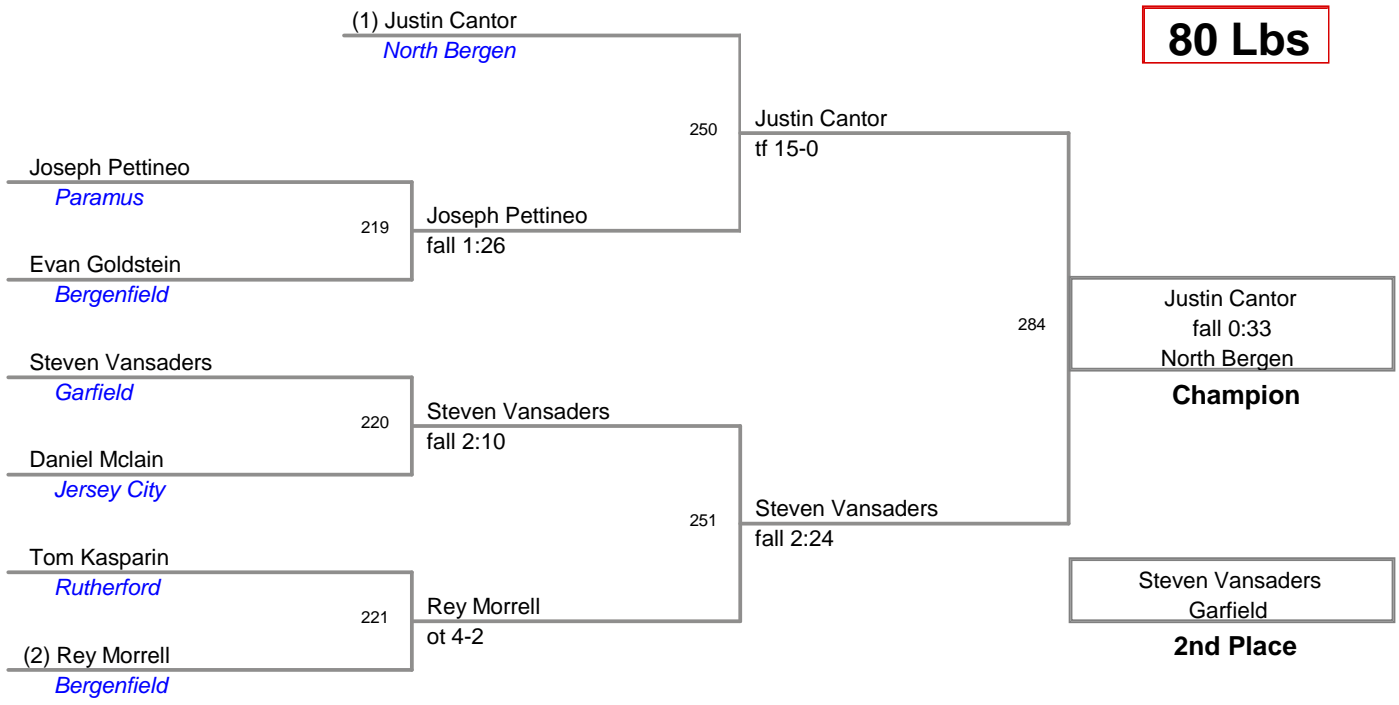 (1) Justin Cantor
North Bergen
80 Lbs
250
Justin Cantor
tf 15-0
Joseph Pettineo
Paramus
219
Joseph Pettineo
fall 1:26
Evan Goldstein
Bergenfield
284
Justin Cantor
fall 0:33
North Bergen
Champion
Steven Vansaders
Garfield
220
Steven Vansaders
fall 2:10
Daniel Mclain
Jersey City
251
Steven Vansaders
fall 2:24
Tom Kasparin
Rutherford
221
Rey Morrell
ot 4-2
(2) Rey Morrell
Bergenfield
Steven Vansaders
Garfield
2nd Place